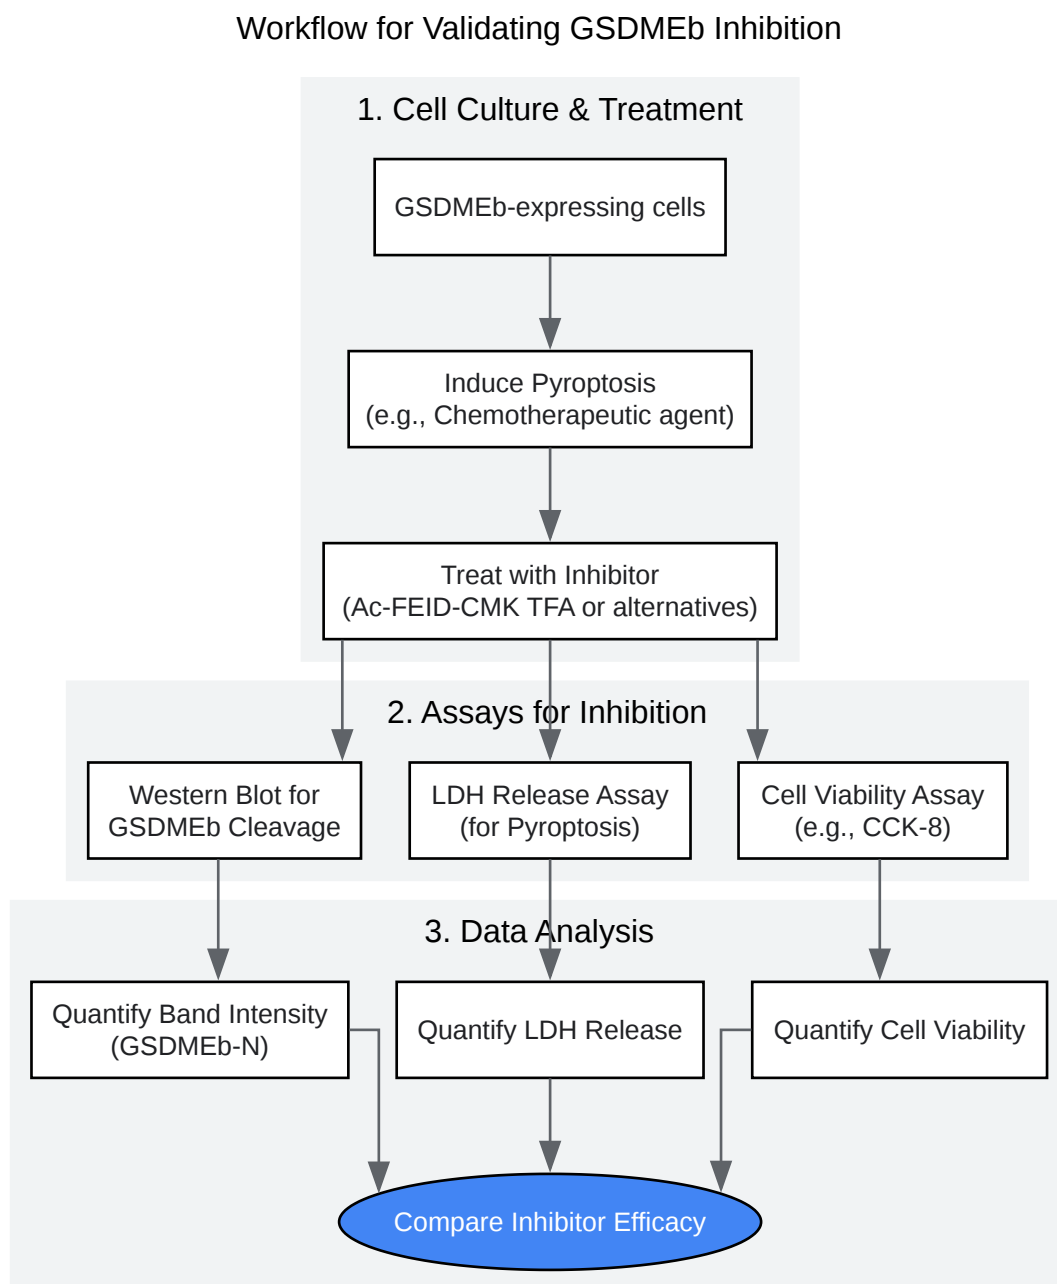 Workflow for Validating GSDMEb Inhibition
1. Cell Culture & Treatment
GSDMEb-expressing cells
Induce Pyroptosis
(e.g., Chemotherapeutic agent)
Treat with Inhibitor
(Ac-FEID-CMK TFA or alternatives)
2. Assays for Inhibition
Western Blot for
GSDMEb Cleavage
LDH Release Assay
(for Pyroptosis)
Cell Viability Assay
(e.g., CCK-8)
3. Data Analysis
Quantify Band Intensity
(GSDMEb-N)
Quantify LDH Release
Quantify Cell Viability
Compare Inhibitor Efficacy